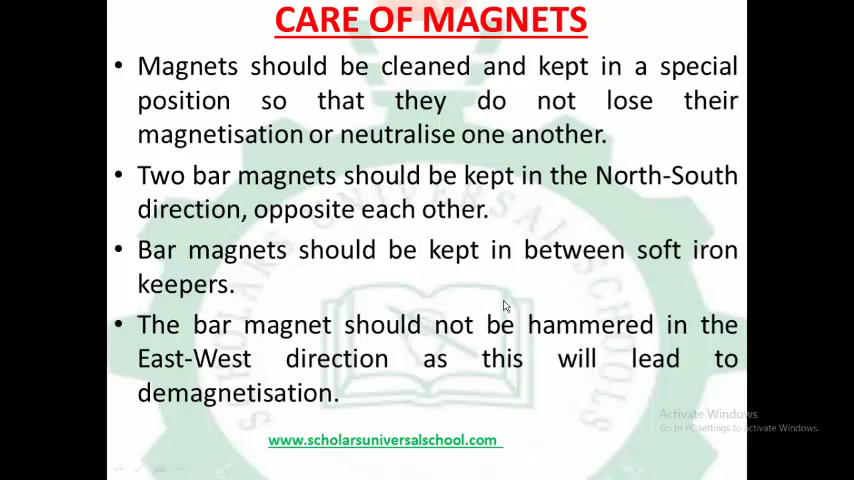 CARE OF MAGNETS
• Magnets should be cleaned and kept in a special
position so that they do not lose their
magnetisation or neutralise one another.
• Two bar magnets should be kept in the North-South
direction, opposite each other.
• Bar magnets should be kept in between soft iron
keepers.
• The bar magnet should not be hammered in the
East-West direction as this will lead to
demagnetisation.
www.scholarsuniversalschool.com
Activate Windows
Go to PC settings to activate Windows.
SCHOLARS UNIVERSAL SCHOOLS